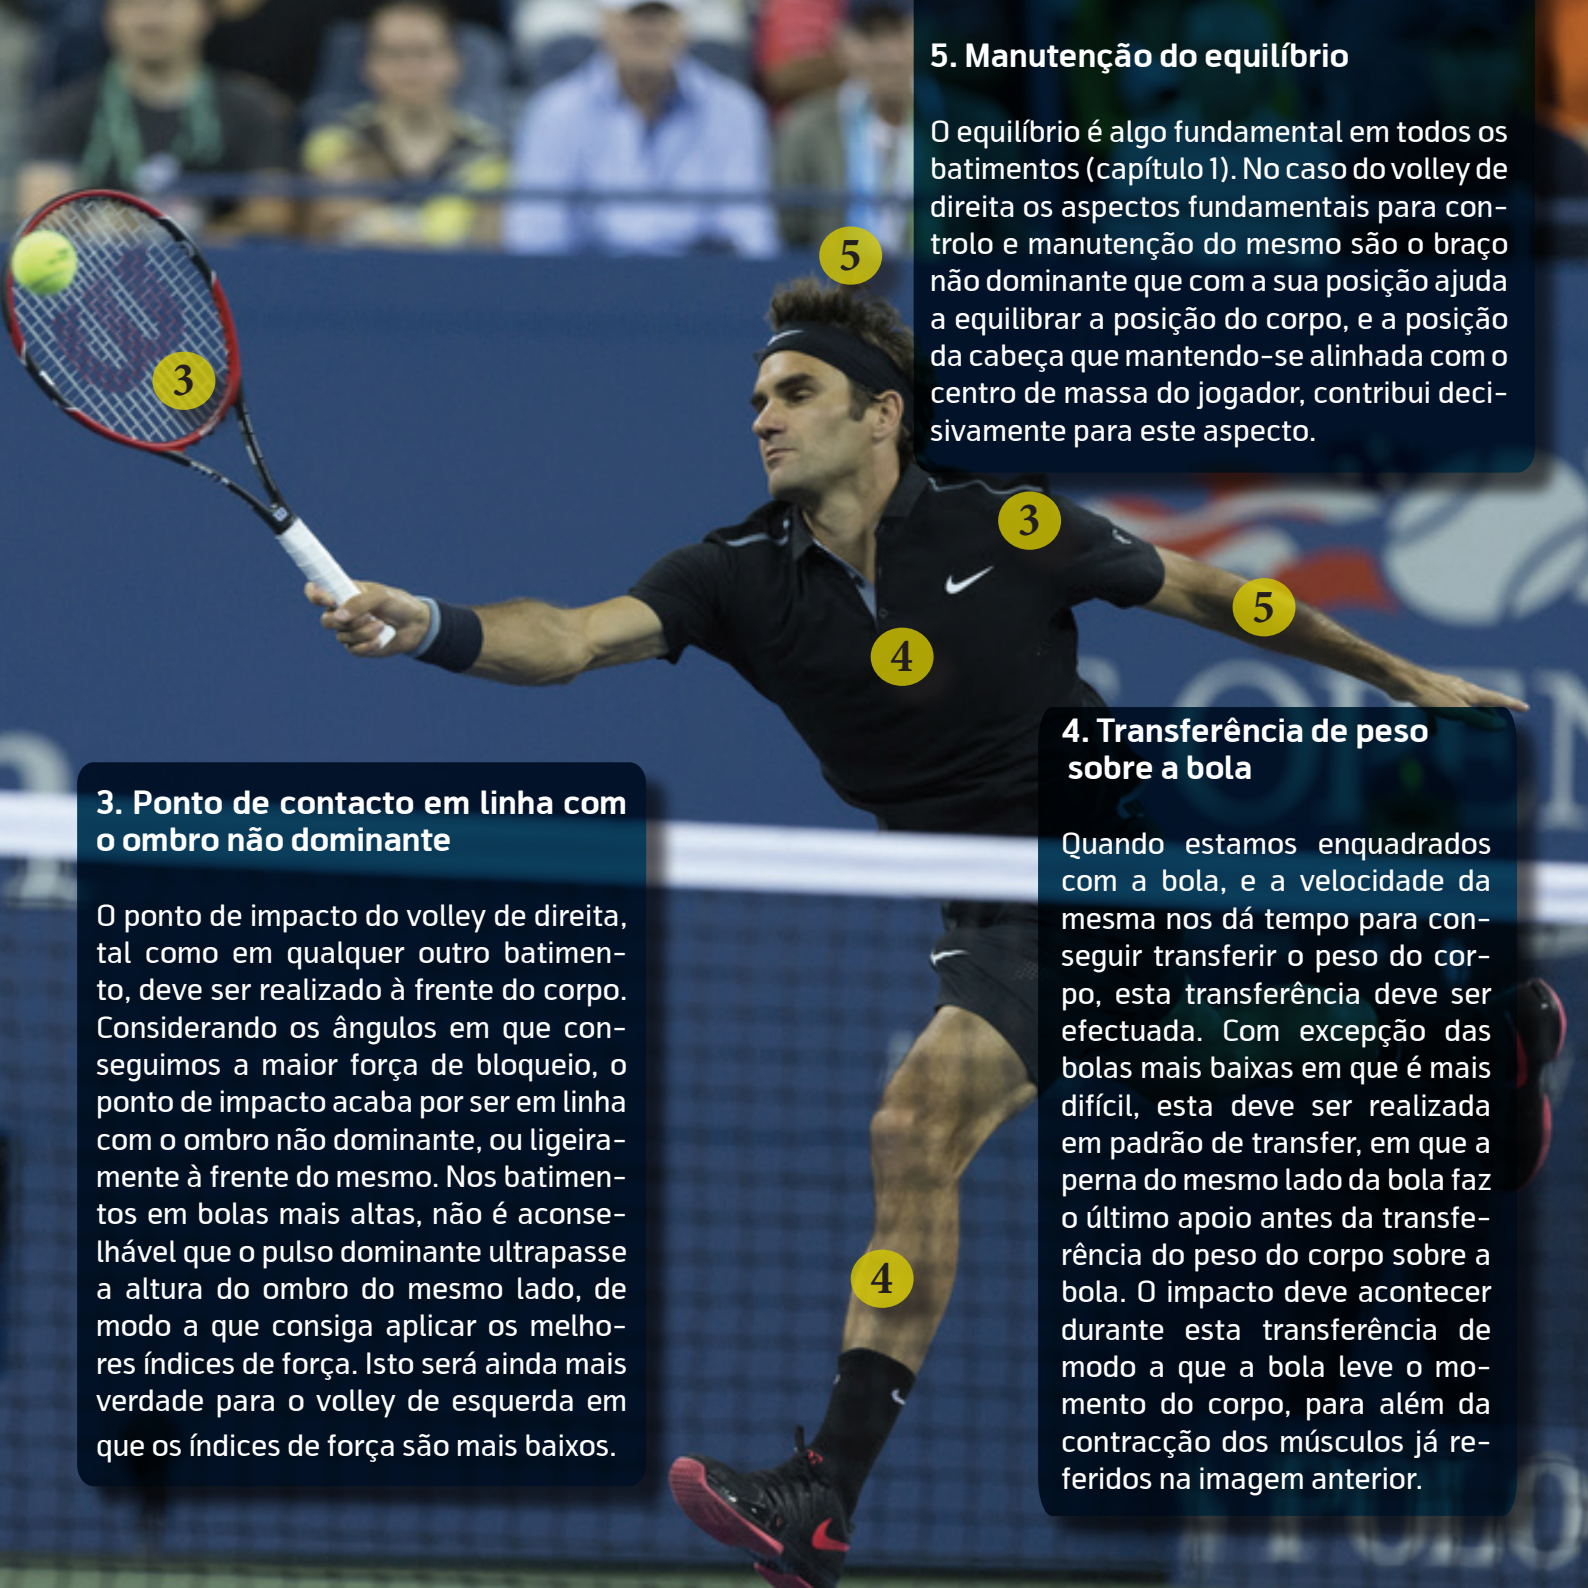 5. Manutenção do equilíbrio
O equilíbrio é algo fundamental em todos os
batimentos (capítulo 1). No caso do volley de
direita os aspectos fundamentais para con-
trolo e manutenção do mesmo são o braço
não dominante que com a sua posição ajuda
a equilibrar a posição do corpo, e a posição
da cabeça que mantendo-se alinhada com o
centro de massa do jogador, contribui deci-
sivamente para este aspecto.
5
3
3
5
4
4. Transferência de peso
sobre a bola
Quando estamos enquadrados
com a bola, e a velocidade da
mesma nos dá tempo para con-
seguir transferir o peso do cor-
po, esta transferência deve ser
efectuada. Com excepção das
bolas mais baixas em que é mais
difícil, esta deve ser realizada
em padrão de transfer, em que a
perna do mesmo lado da bola faz
o último apoio antes da transfe-
rência do peso do corpo sobre a
bola. O impacto deve acontecer
durante esta transferência de
modo a que a bola leve o mo-
mento do corpo, para além da
contracção dos músculos já re-
feridos na imagem anterior.
3. Ponto de contacto em linha com
o ombro não dominante
O ponto de impacto do volley de direita,
tal como em qualquer outro batimen-
to, deve ser realizado à frente do corpo.
Considerando os ângulos em que con-
seguimos a maior força de bloqueio, o
ponto de impacto acaba por ser em linha
com o ombro não dominante, ou ligeira-
mente à frente do mesmo. Nos batimen-
tos em bolas mais altas, não é aconse-
lhável que o pulso dominante ultrapasse
a altura do ombro do mesmo lado, de
modo a que consiga aplicar os melho-
res índices de força. Isto será ainda mais
verdade para o volley de esquerda em
que os índices de força são mais baixos.
4